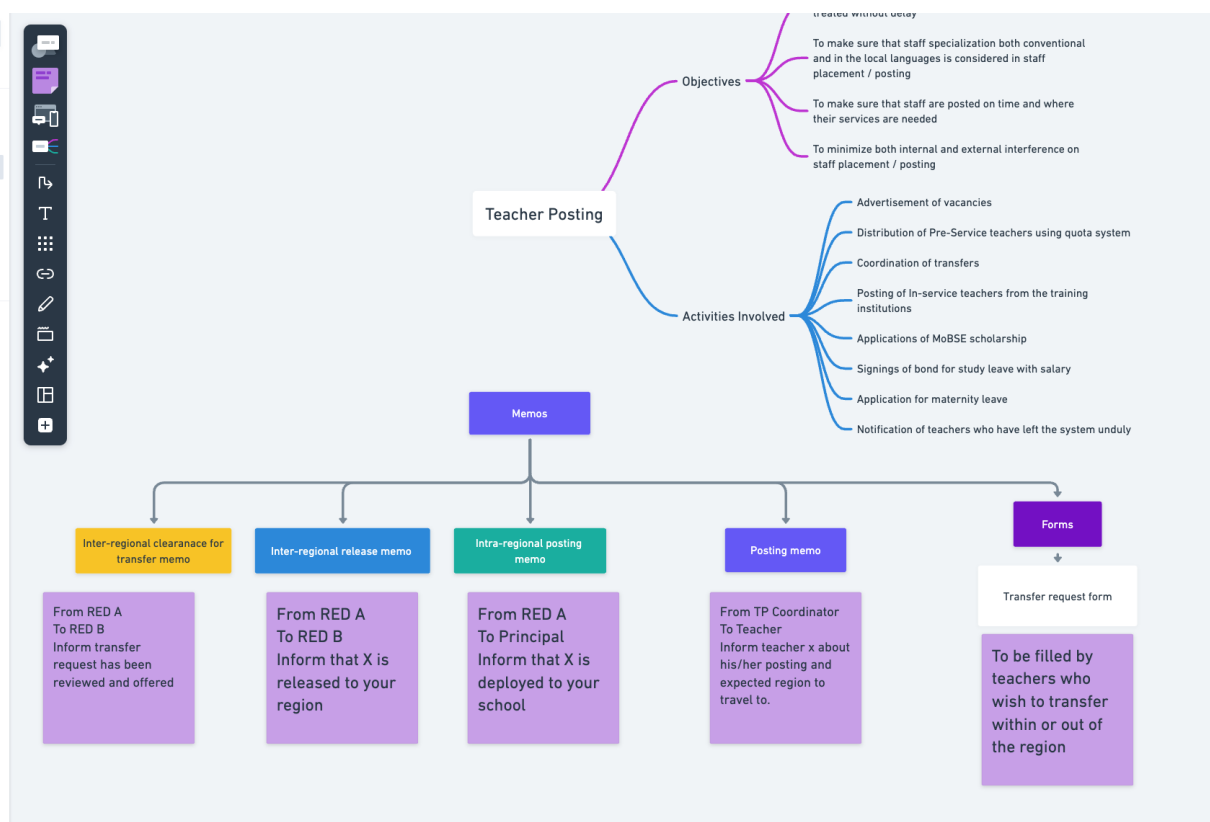 treated without delay
To make sure that staff specialization both conventional
and in the local languages is considered in staff
placement / posting
Objectives
To make sure that staff are posted on time and where
their services are needed
To minimize both internal and external interference on
staff placement / posting
Teacher Posting
Advertisement of vacancies
Distribution of Pre-Service teachers using quota system
Coordination of transfers
Posting of In-service teachers from the training
institutions
Activities Involved
Applications of MoBSE scholarship
Signings of bond for study leave with salary
Application for maternity leave
Notification of teachers who have left the system unduly
Memos
Inter-regional clearanance for
transfer memo
Inter-regional release memo
Intra-regional posting
memo
Posting memo
Forms
Transfer request form
From RED A
To RED B
Inform transfer
request has been
reviewed and offered
From RED A
To RED B
Inform that X is
released to your
region
From RED A
To Principal
Inform that X is
deployed to your
school
From TP Coordinator
To Teacher
Inform teacher x about
his/her posting and
expected region to
travel to.
To be filled by
teachers who
wish to transfer
within or out of
the region